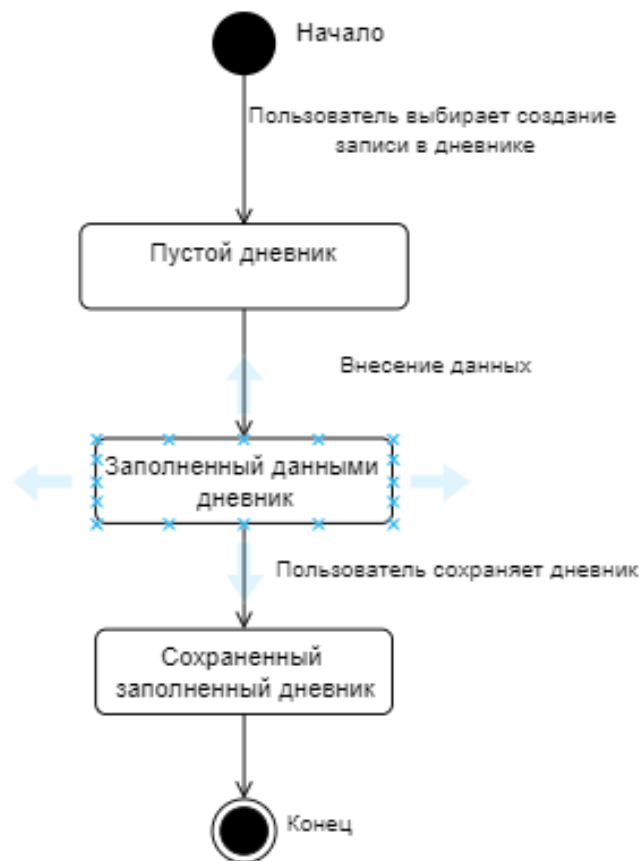 Начало
Пользователь выбирает создание
записи в дневнике
Пустой дневник
Внесение данных
Заполненный данными
дневник
Пользователь сохраняет дневник
Сохраненный
заполненный дневник
Конец